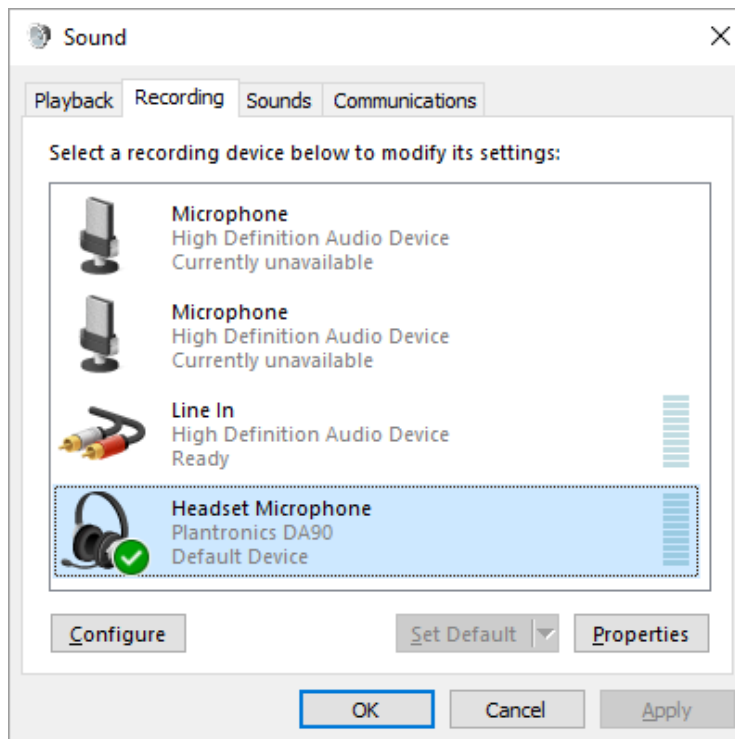 Sound
Playback Recording Sounds Communications
Select a recording device below to modify its settings:
Microphone
High Definition Audio Device
Currently unavailable
Microphone
High Definition Audio Device
Currently unavailable
Line In
High Definition Audio Device
Ready
Headset Microphone
Plantronics DA90
Default Device
Configure Set Default Properties
OK Cancel Apply